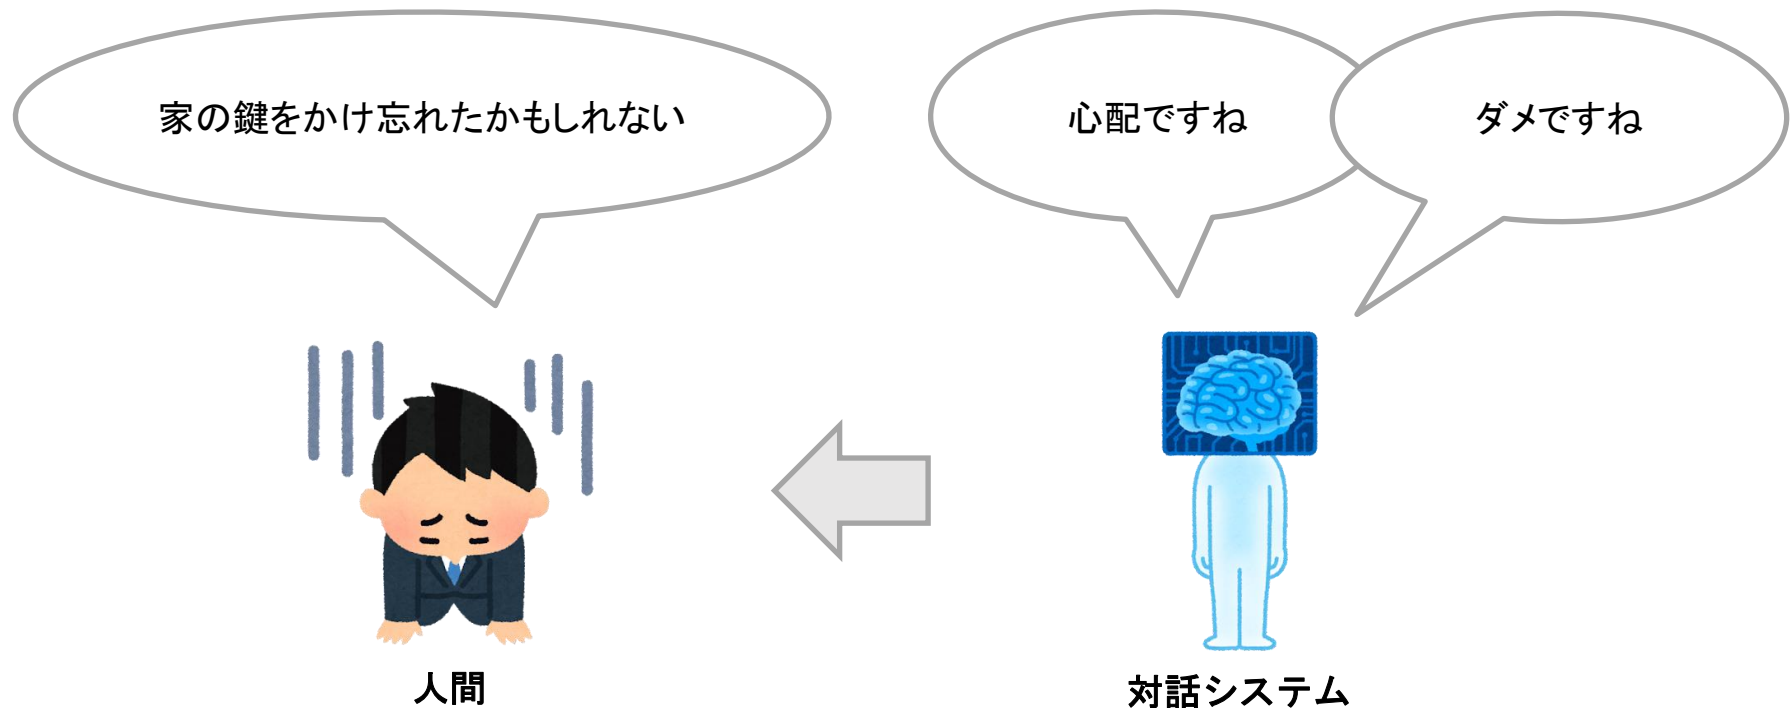 家の鍵をかけ忘れたかもしれない
心配ですね
ダメですね
人間
対話システム